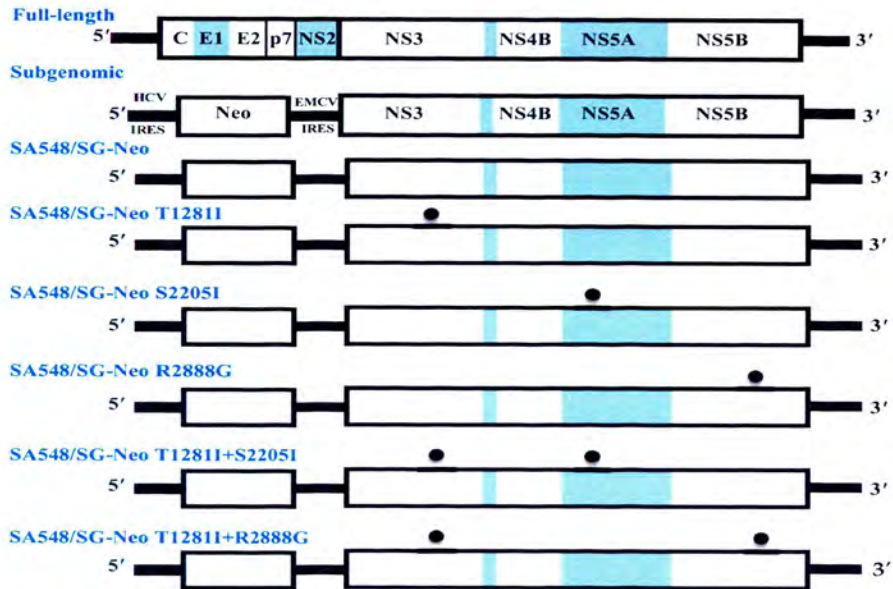 Full-length
5′ C E1 E2 p7 NS2 NS3 NS4B NS5A NS5B 3′
Subgenomic
HCV EMCV
5′ Neo NS3 NS4B NS5A NS5B 3′
IRES IRES
SA548/SG-Neo
5′ 3′
SA548/SG-Neo T1281I
5′ 3′
SA548/SG-Neo S2205I
5′ 3′
SA548/SG-Neo R2888G
5′ 3′
SA548/SG-Neo T1281I+S2205I
5′ 3′
SA548/SG-Neo T1281I+R2888G
5′ 3′